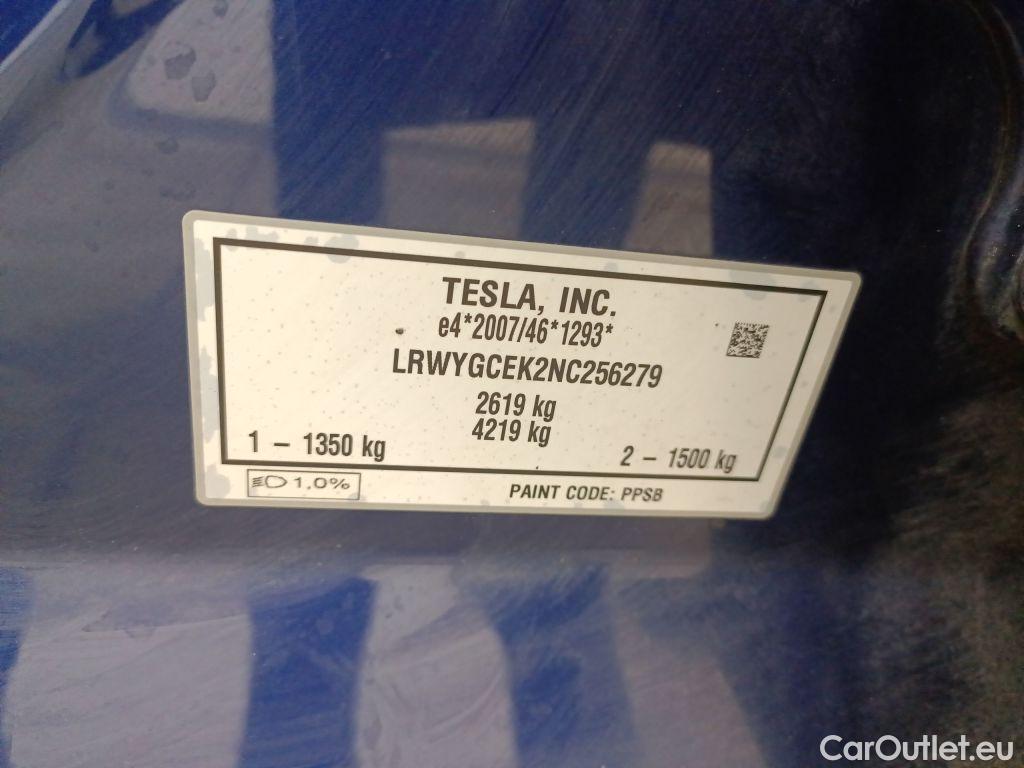 TESLA, INC.
e4*2007/46*1293*
LRWYGCEK2NC256279
2619 kg
4219 kg
1 – 1350 kg
2 – 1500 kg
1,0%
PAINT CODE: PPSB
CarOutlet.eu